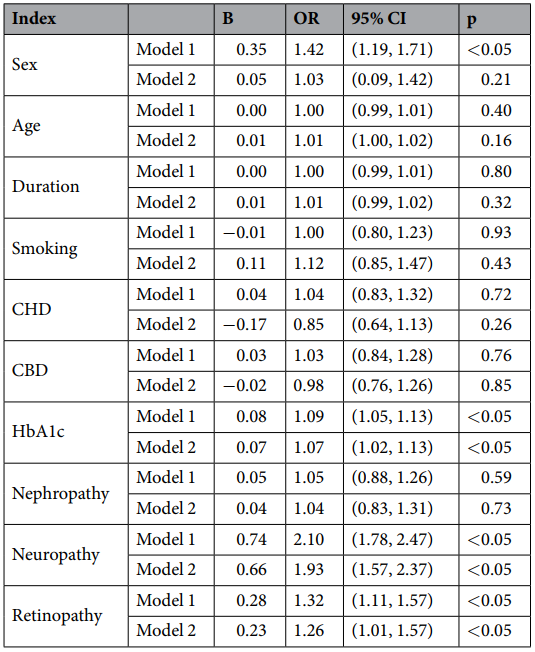 Index B OR 95% CI p
Sex Model 1 0.35 1.42 (1.19, 1.71) <0.05
Model 2 0.05 1.03 (0.09, 1.42) 0.21
Age Model 1 0.00 1.00 (0.99, 1.01) 0.40
Model 2 0.01 1.01 (1.00, 1.02) 0.16
Duration Model 1 0.00 1.00 (0.99, 1.01) 0.80
Model 2 0.01 1.01 (0.99, 1.02) 0.32
Smoking Model 1 −0.01 1.00 (0.80, 1.23) 0.93
Model 2 0.11 1.12 (0.85, 1.47) 0.43
CHD Model 1 0.04 1.04 (0.83, 1.32) 0.72
Model 2 −0.17 0.85 (0.64, 1.13) 0.26
CBD Model 1 0.03 1.03 (0.84, 1.28) 0.76
Model 2 −0.02 0.98 (0.76, 1.26) 0.85
HbA1c Model 1 0.08 1.09 (1.05, 1.13) <0.05
Model 2 0.07 1.07 (1.02, 1.13) <0.05
Nephropathy Model 1 0.05 1.05 (0.88, 1.26) 0.59
Model 2 0.04 1.04 (0.83, 1.31) 0.73
Neuropathy Model 1 0.74 2.10 (1.78, 2.47) <0.05
Model 2 0.66 1.93 (1.57, 2.37) <0.05
Retinopathy Model 1 0.28 1.32 (1.11, 1.57) <0.05
Model 2 0.23 1.26 (1.01, 1.57) <0.05